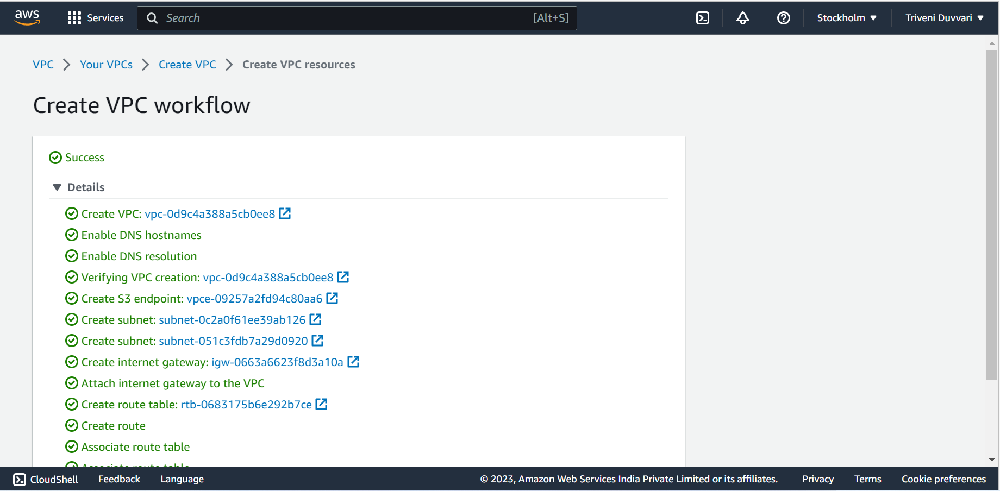 aws Services Search [Alt+S] Stockholm Triveni Duvvari
VPC Your VPCs Create VPC Create VPC resources
Create VPC workflow
Success
Details
Create VPC: vpc-0d9c4a388a5cb0ee8
Enable DNS hostnames
Enable DNS resolution
Verifying VPC creation: vpc-0d9c4a388a5cb0ee8
Create S3 endpoint: vpce-09257a2fd94c80aa6
Create subnet: subnet-0c2a0f61ee39ab126
Create subnet: subnet-051c3fdb7a29d0920
Create internet gateway: igw-0663a6623f8d3a10a
Attach internet gateway to the VPC
Create route table: rtb-0683175b6e292b7ce
Create route
Associate route table
Associate route table
CloudShell Feedback Language © 2023, Amazon Web Services India Private Limited or its affiliates. Privacy Terms Cookie preferences